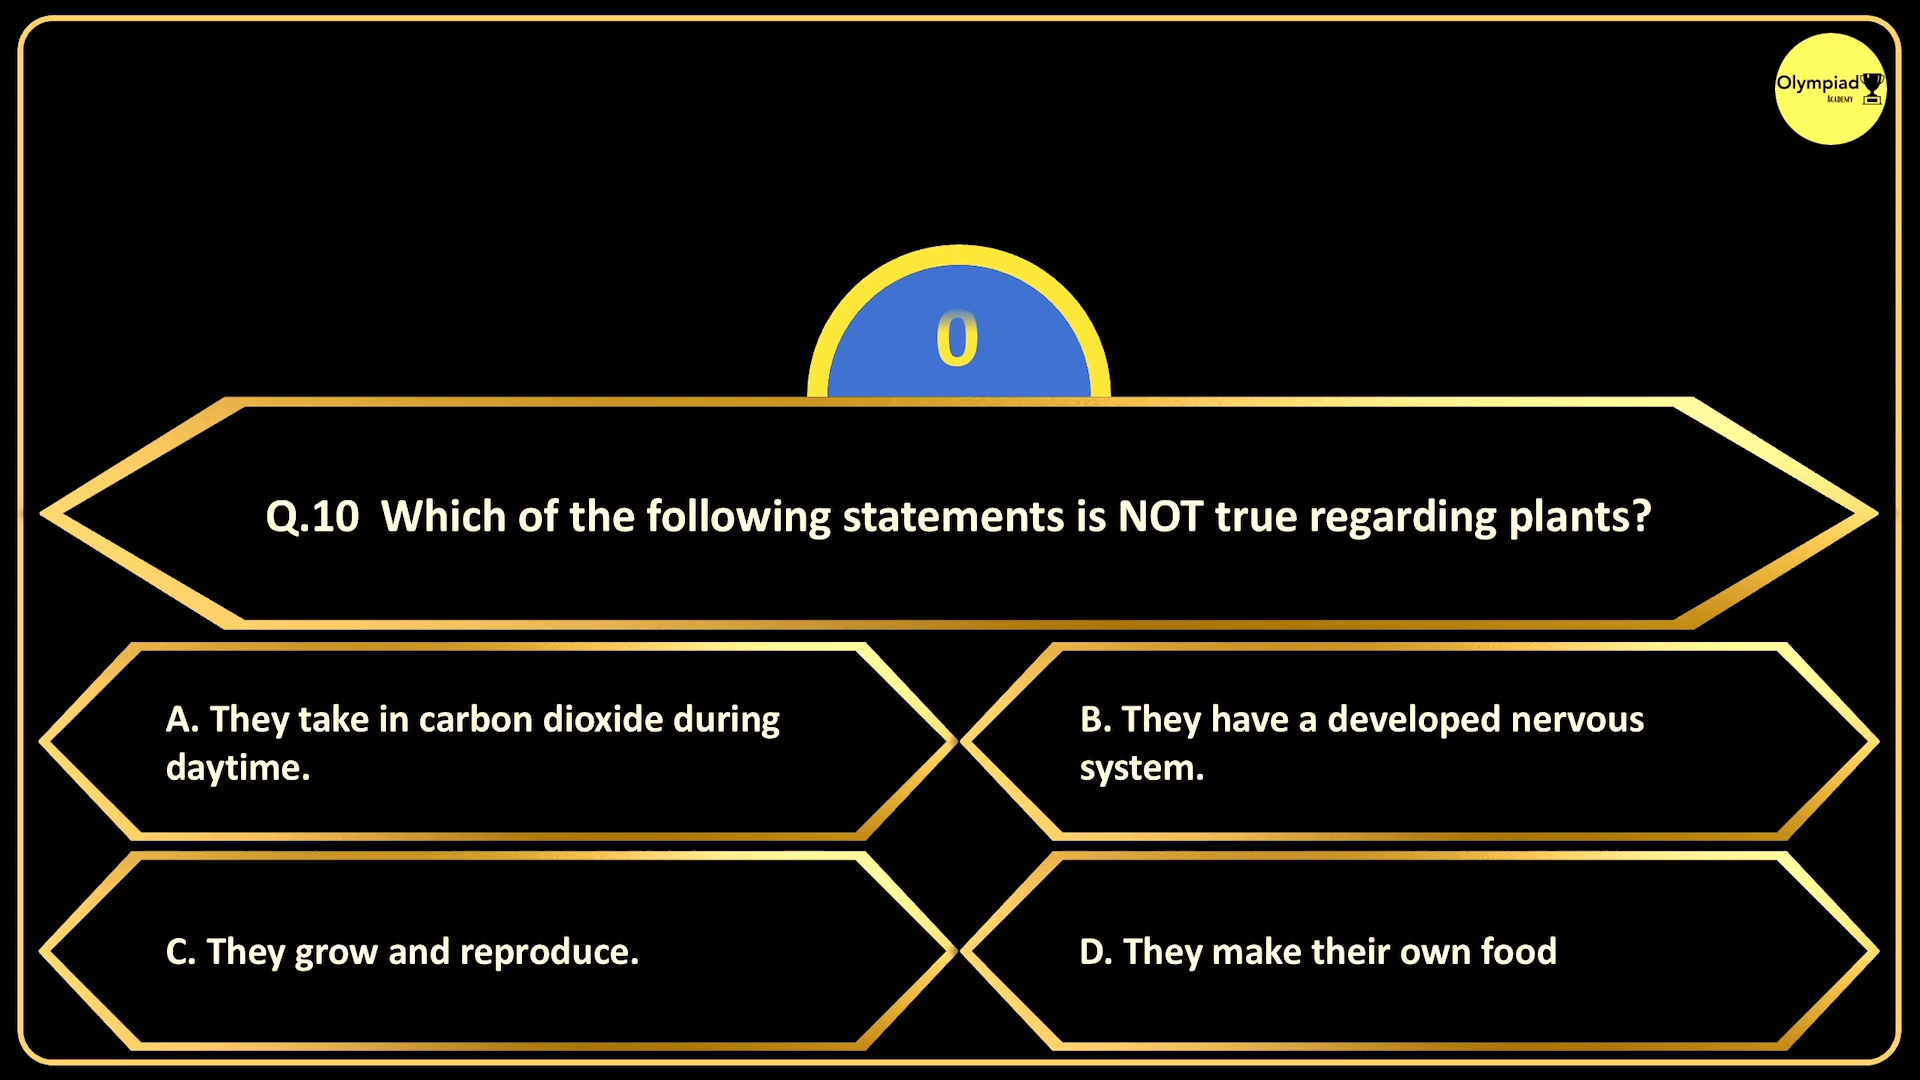 Olympiad
Academy
0
Q.10 Which of the following statements is NOT true regarding plants?
A. They take in carbon dioxide during
daytime.
B. They have a developed nervous
system.
C. They grow and reproduce.
D. They make their own food